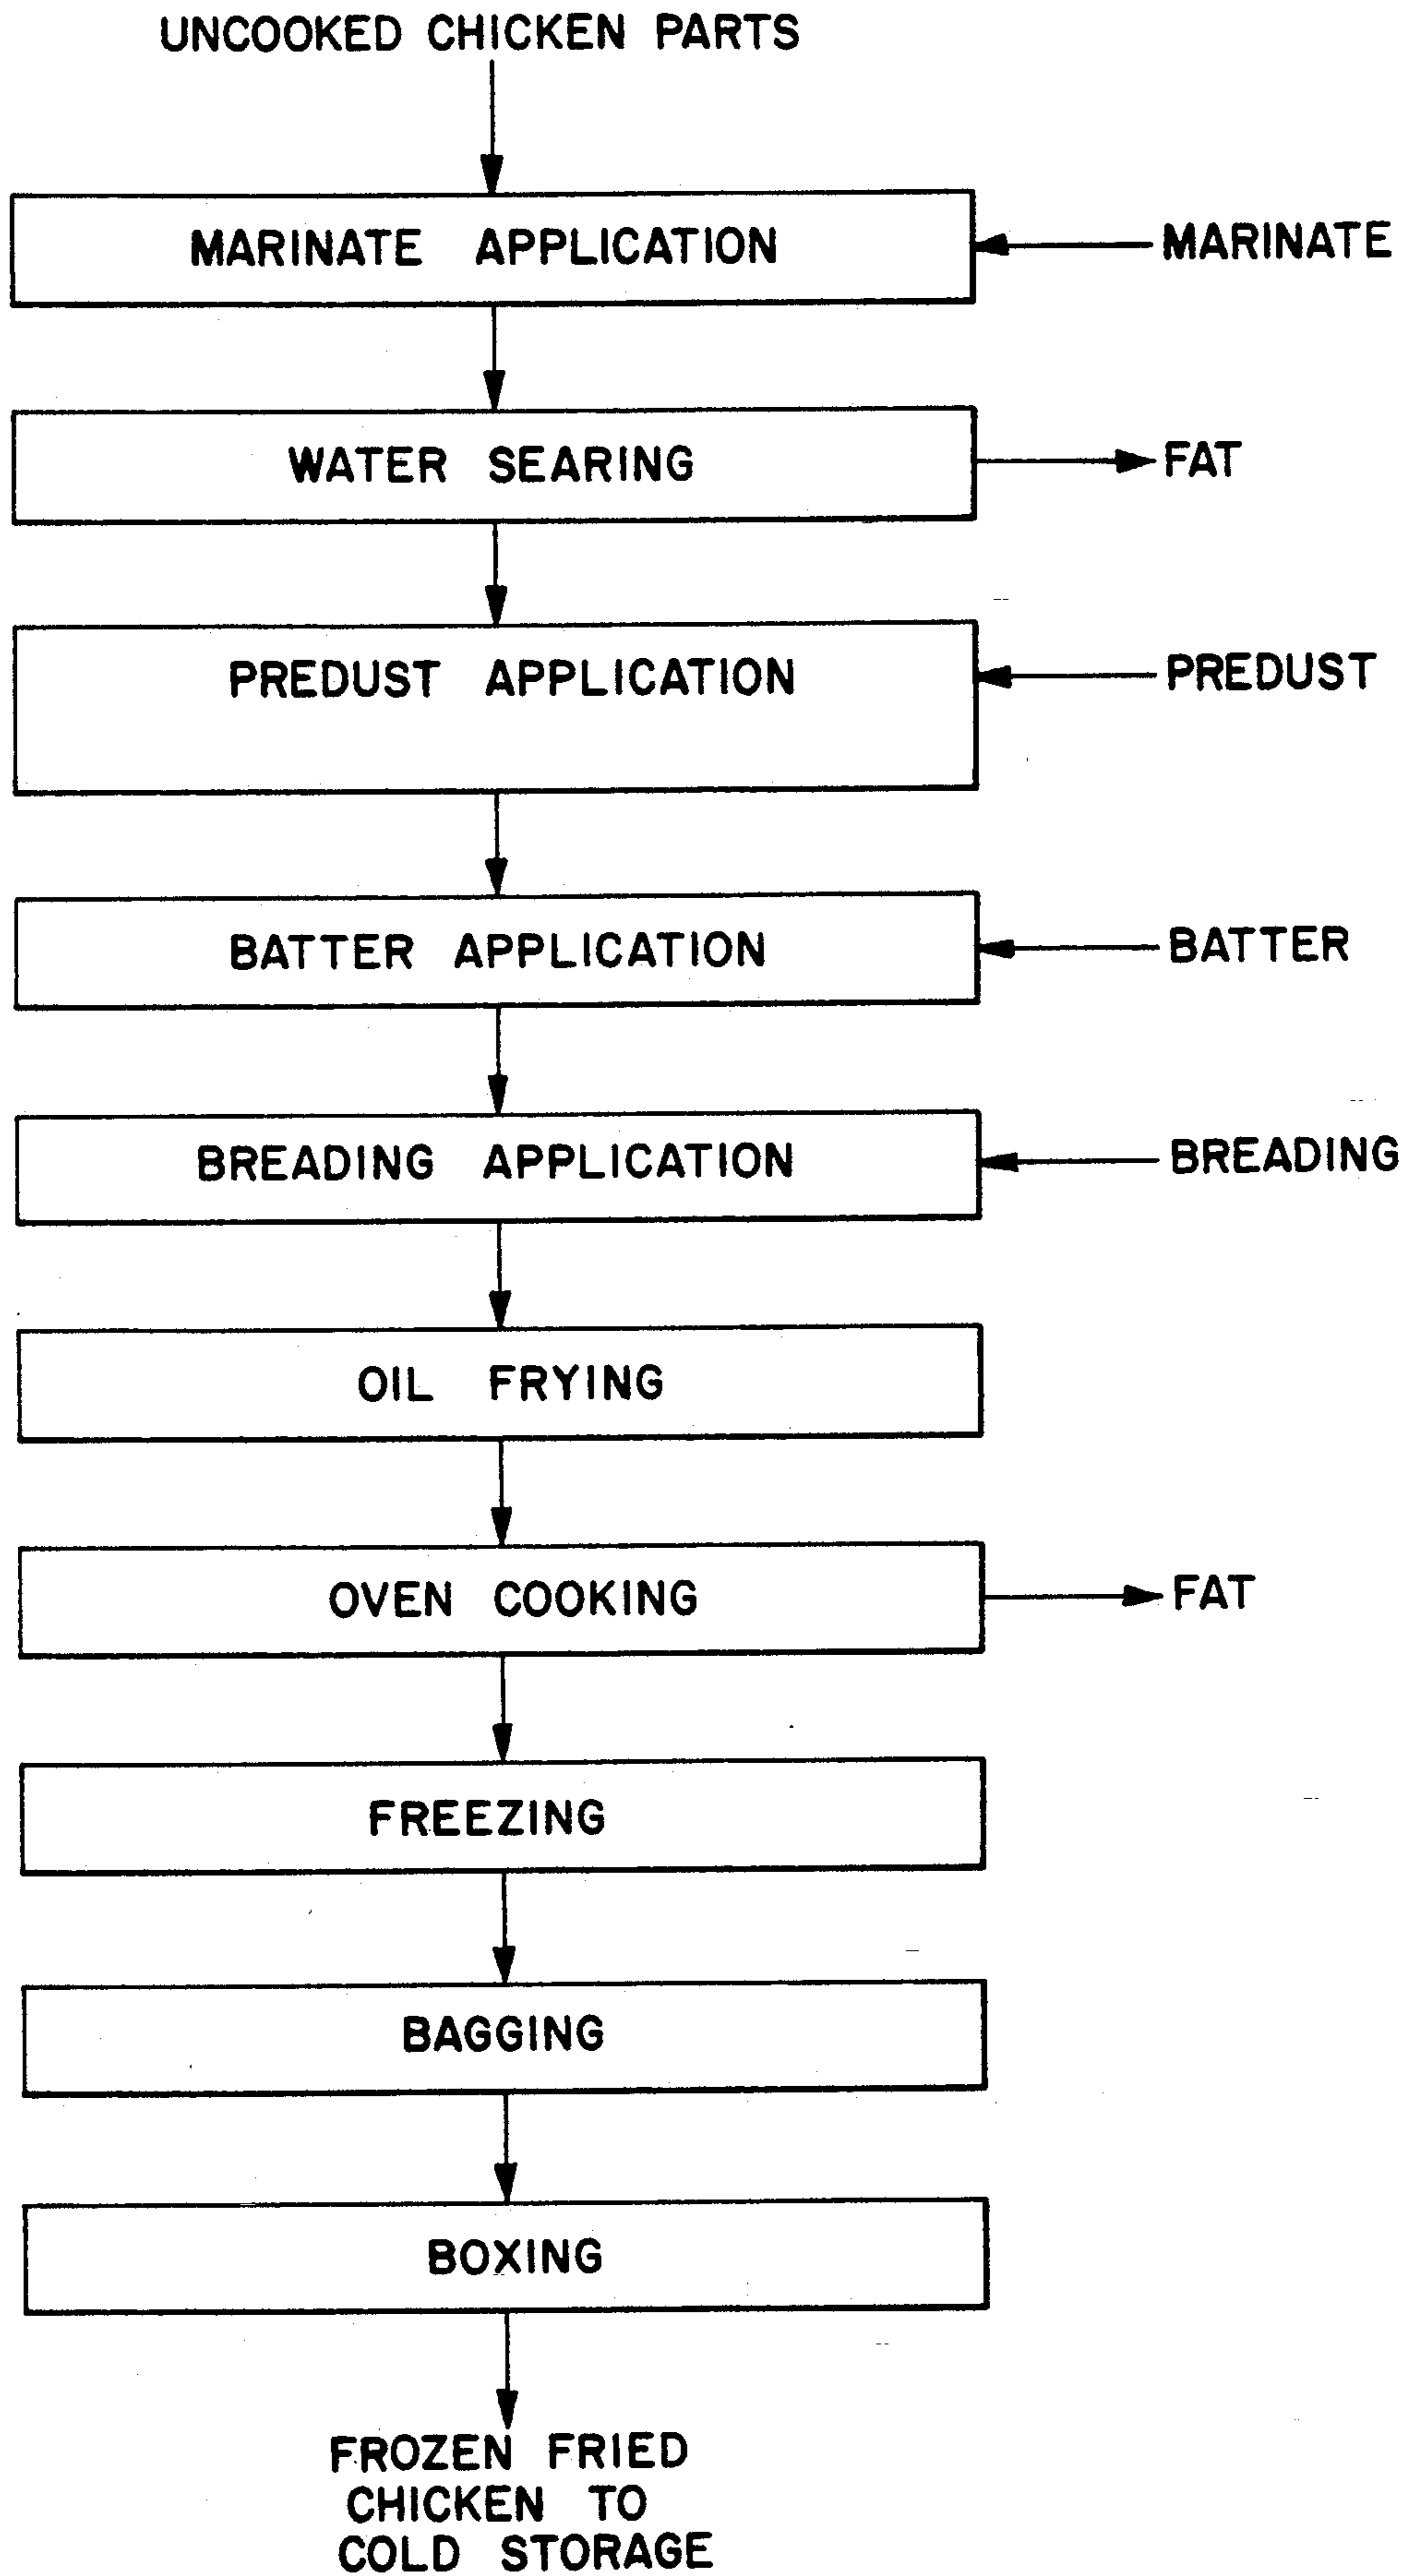 UNCOOKED CHICKEN PARTS
MARINATE APPLICATION
MARINATE
WATER SEARING
FAT
PREDUST APPLICATION
PREDUST
BATTER APPLICATION
BATTER
BREADING APPLICATION
BREADING
OIL FRYING
OVEN COOKING
FAT
FREEZING
BAGGING
BOXING
FROZEN FRIED
CHICKEN TO
COLD STORAGE